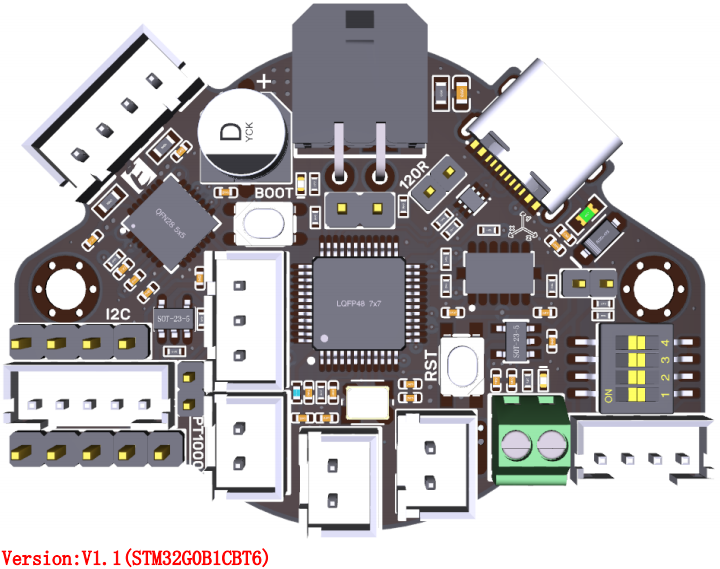 +
D
YCK
E
BOOT
120R
QFN28 5x5
LQFP48 7x7
I2C
SOT-23-5
SOT-23-5
RST
ON
1 2 3 4
PT1000
Version:V1.1(STM32G0B1CBT6)